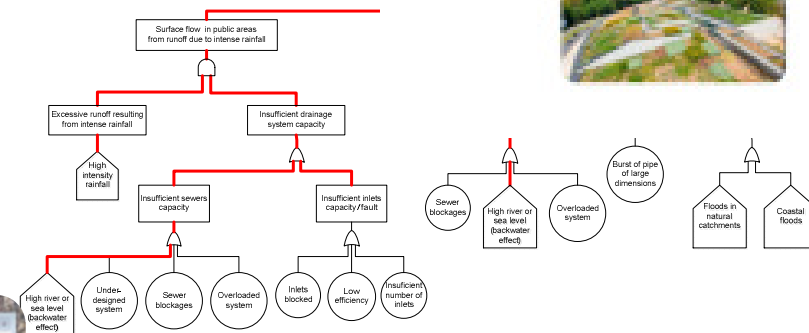 Surface flow in public areas
from runoff due to intense rainfall
Excessive runoff resulting
from intense rainfall
Insufficient drainage
system capacity
High
intensity
rainfall
Insufficient sewers
capacity
Insufficient inlets
capacity/fault
High river or
sea level
(backwater
effect)
Under-
designed
system
Sewer
blockages
Overloaded
system
Inlets
blocked
Low
efficiency
Insuficient
number of
inlets
Sewer
blockages
High river or
sea level
(backwater
effect)
Overloaded
system
Burst of pipe
of large
dimensions
Floods in
natural
catchments
Coastal
floods